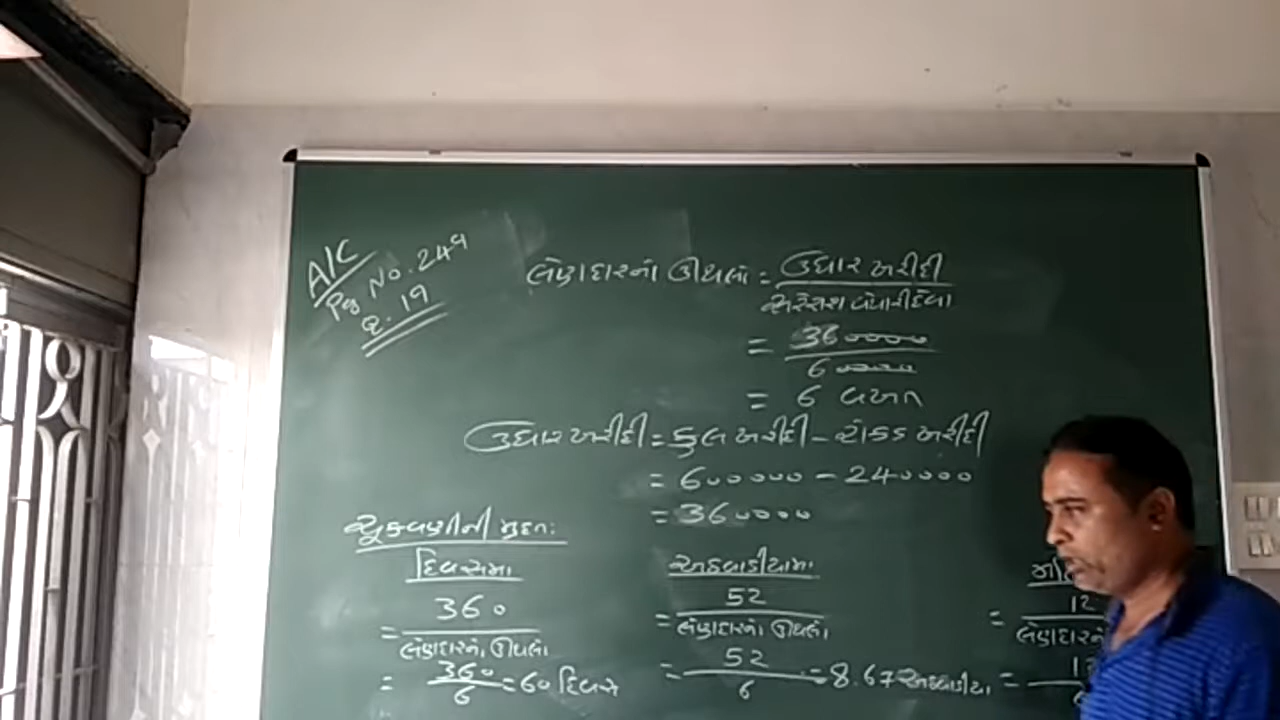 A/C
Pag No. 249
Q. 19
લેણદારનો ઊથલો = ઉધાર ખરીદી
સરેરાશ વેપારીદેવા
= 360000
60000
= 6 વખત
ઉધાર ખરીદી = કુલ ખરીદી - રોકડ ખરીદી
= 600000 - 240000
= 360000
ચૂકવણીની મુદત:
દિવસમા
360
= લેણદારનો ઊથલો
= 360
6
= 60 દિવસ
અઠવાડીયામા
52
= લેણદારનો ઊથલો
= 52
6
= 8.67 અઠવાડીયા
12
= લેણદારનો
= 12